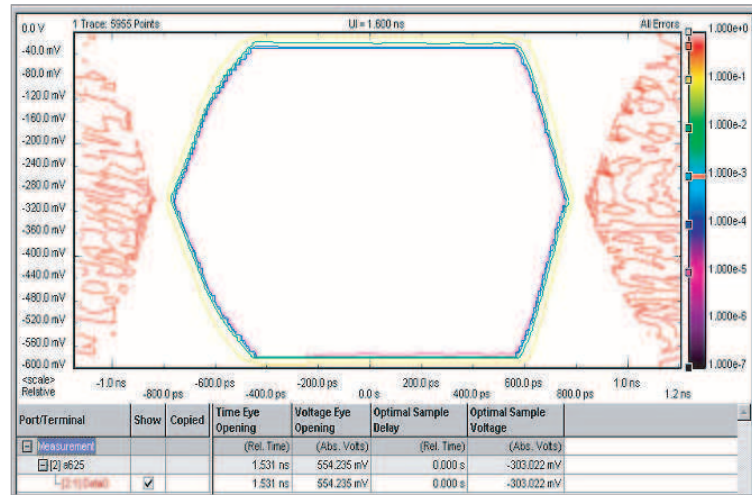 1 Trace: 5955 Points UI = 1.600 ns All Errors
0.0 V
-40.0 mV
-80.0 mV
-120.0 mV
-160.0 mV
-200.0 mV
-240.0 mV
-280.0 mV
-320.0 mV
-360.0 mV
-400.0 mV
-440.0 mV
-480.0 mV
-520.0 mV
-560.0 mV
-600.0 mV
1.000e+0
1.000e-1
1.000e-2
1.000e-3
1.000e-4
1.000e-5
1.000e-6
1.000e-7
<scale>
Relative
-1.0 ns -600.0 ps -2000.0 ps 200.0 ps 600.0 ps 1.0 ns
-800.0 ps -400.0 ps 0.0 s 400.0 ps 800.0 ps 1.2 ns
Port/Terminal Show Copied Time Eye Opening Voltage Eye Opening Optimal Sample Delay Optimal Sample Voltage
Measurement (Rel. Time) (Abs. Volts) (Rel. Time) (Abs. Volts)
[2] a625 1.531 ns 554.235 mV 0.000 s -303.022 mV
1.531 ns 554.235 mV 0.000 s -303.022 mV